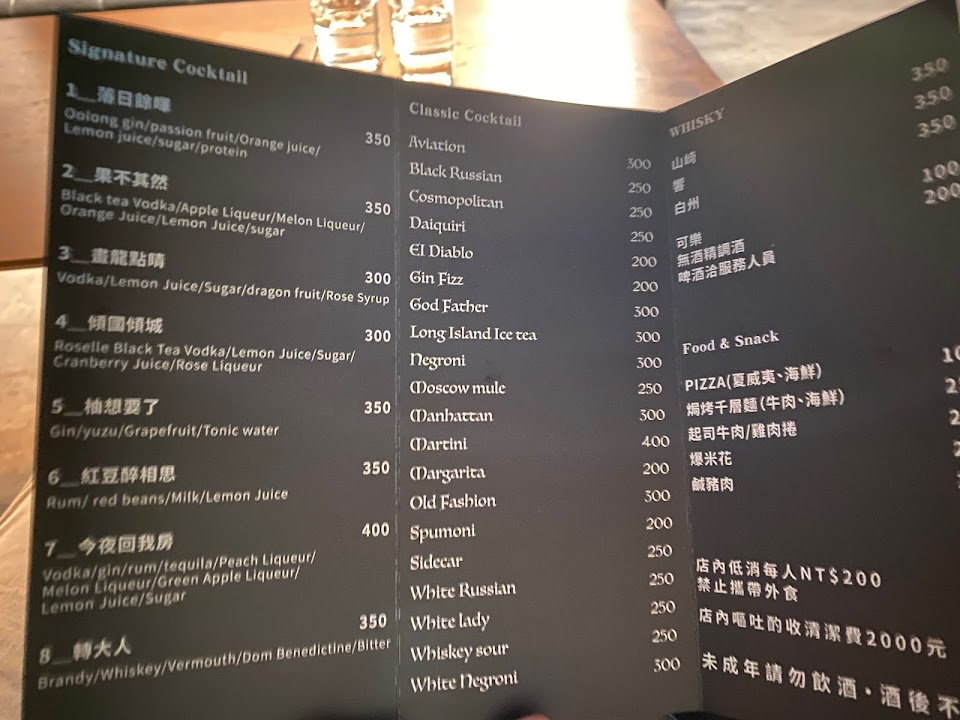 Signature Cocktail
1__落日餘暉
Oolong gin/passion fruit/Orange juice/ 350
Lemon juice/sugar/protein
2__果不其然
Black tea Vodka/Apple Liqueur/Melon Liqueur/ 350
Orange Juice/Lemon Juice/sugar
3__畫龍點睛
Vodka/Lemon Juice/Sugar/dragon fruit/Rose Syrup 300
4__傾國傾城 300
Roselle Black Tea Vodka/Lemon Juice/Sugar/
Cranberry Juice/Rose Liqueur
5__柚想要了 350
Gin/yuzu/Grapefruit/Tonic water
6__紅豆醉相思 350
Rum/ red beans/Milk/Lemon Juice
7__今夜回我房 400
Vodka/gin/rum/tequila/Peach Liqueur/
Melon Liqueur/Green Apple Liqueur/
Lemon Juice/Sugar
8__轉大人 350
Brandy/Whiskey/Vermouth/Dom Benedictine/Bitter
Classic Cocktail
Aviation 300
Black Russian 250
Cosmopolitan 250
Daiquiri 250
El Diablo 200
Gin Fizz 200
God Father 300
Long Island Ice tea 300
Negroni 300
Moscow mule 250
Manhattan 300
Martini 400
Margarita 200
Old Fashion 300
Spumoni 200
Sidecar 250
White Russian 250
White lady 250
Whiskey sour 250
White Negroni 300
WHISKY
山崎 350
響 350
白州 350
可樂 100
無酒精調酒 200
啤酒洽服務人員
Food & Snack
PIZZA(夏威夷、海鮮)
焗烤千層麵(牛肉、海鮮)
起司牛肉/雞肉捲
爆米花
鹹豬肉
店內低消每人NT$200
禁止攜帶外食
店內嘔吐酌收清潔費2000元
未成年請勿飲酒·酒後不